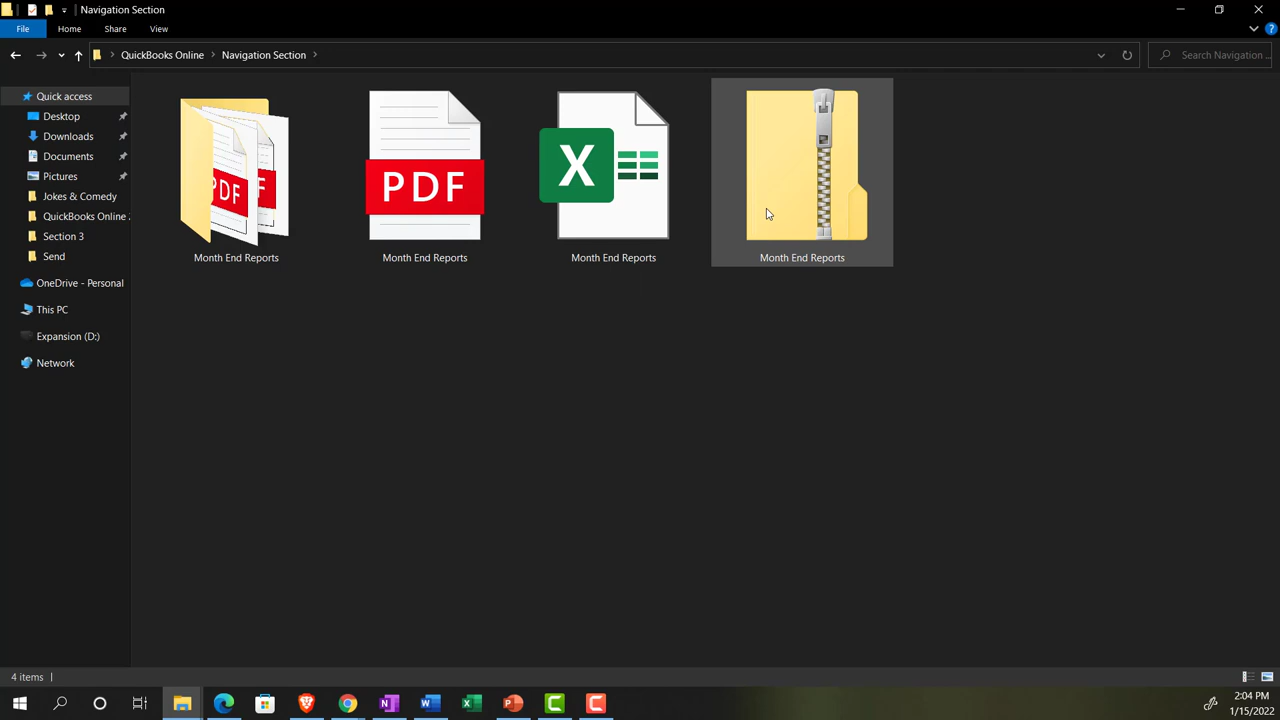 Navigation Section
File
Home
Share
View
QuickBooks Online
Navigation Section
Search Navigation ...
Quick access
Desktop
Downloads
Documents
Pictures
Jokes & Comedy
QuickBooks Online 2
Section 3
Send
OneDrive - Personal
This PC
Expansion (D:)
Network
PDF
PDF
X
Month End Reports
Month End Reports
Month End Reports
Month End Reports
4 items
2:04 PM
1/15/2022